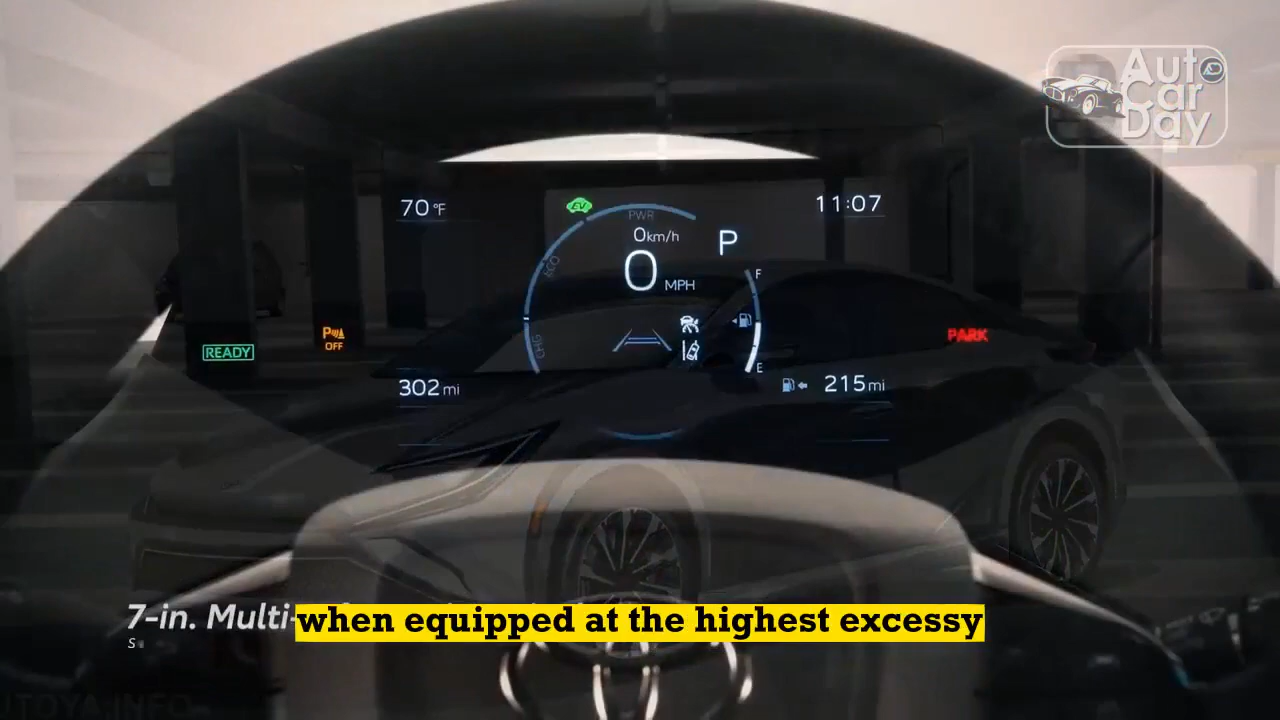 Auto
Car
Day
70°F
EV
11:07
PWR
0km/h
P
0 MPH
ECO
F
CHG
E
READY
P
OFF
PARK
302 mi
215 mi
7-in. Multi-
when equipped at the highest excessy
S